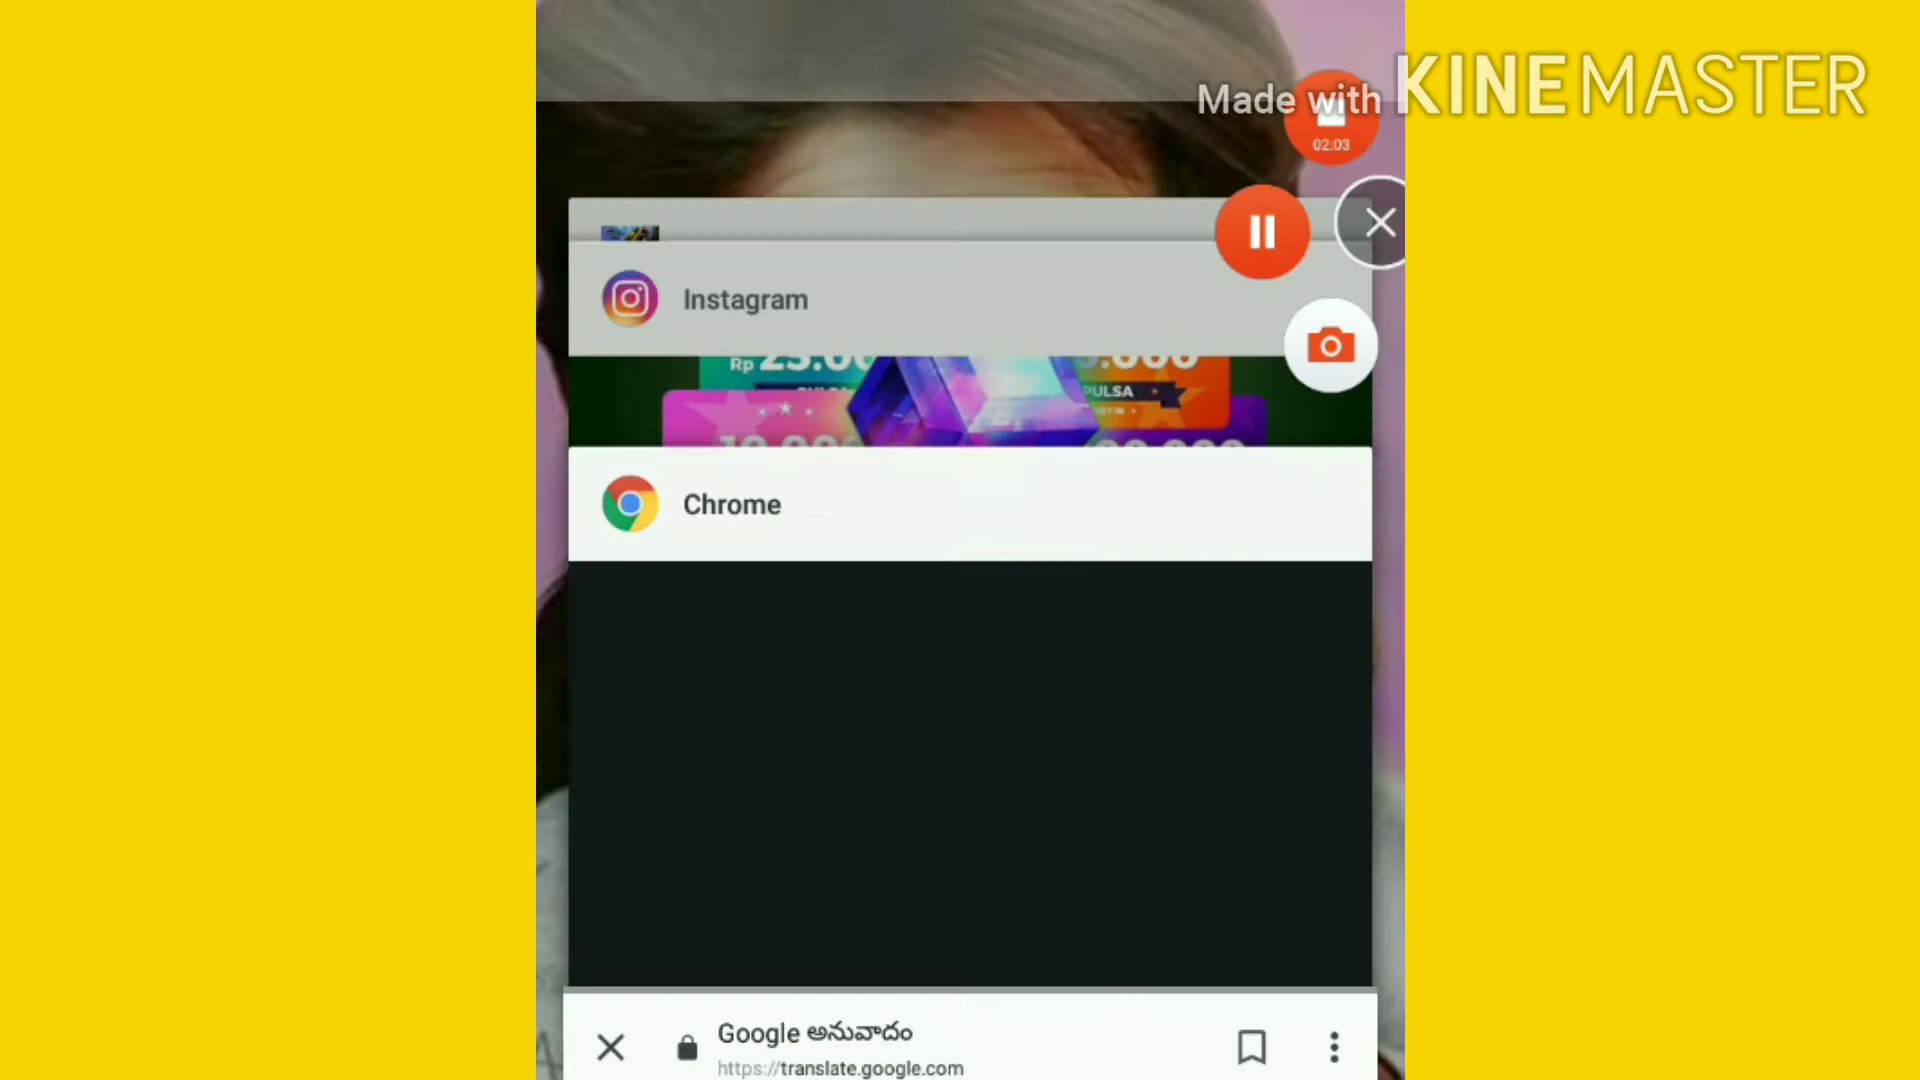 Made with KINEMASTER
02:03
Instagram
Rp
PULSA
Chrome
Google అనువాదం
https://translate.google.com